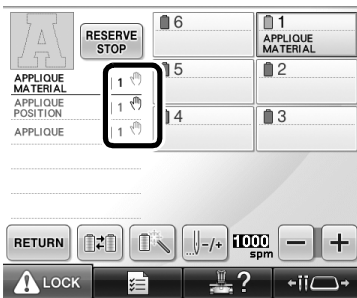 A
RESERVE
STOP
6
1
APPLIQUE
MATERIAL
APPLIQUE
MATERIAL
1
5
2
APPLIQUE
POSITION
1
4
3
APPLIQUE
1
RETURN
-/+
1000
spm
-
+
LOCK
?